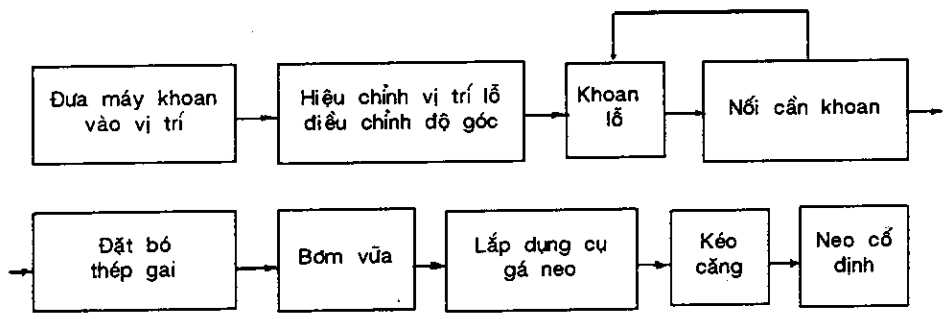 Đưa máy khoan
vào vị trí
Hiệu chỉnh vị trí lỗ
điều chỉnh độ góc
Khoan
lỗ
Nối cần khoan
Đặt bó
thép gai
Bơm vữa
Lắp dụng cụ
gá neo
Kéo
căng
Neo cố
định